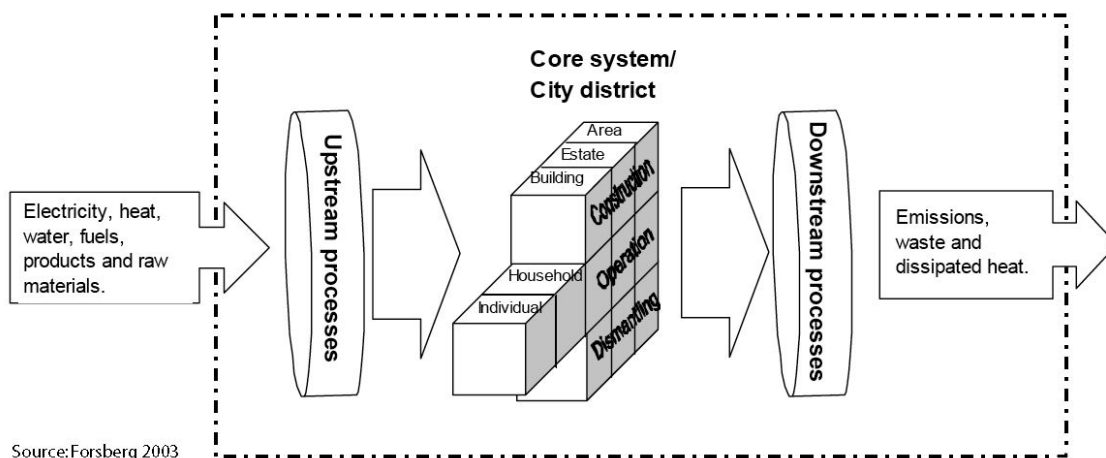 Core system/
City district
Electricity, heat,
water, fuels,
products and raw
materials.
Upstream processes
Area
Estate
Building
Household
Individual
Construction
Operation
Dismantling
Downstream processes
Emissions,
waste and
dissipated heat.
Source:Forsberg 2003